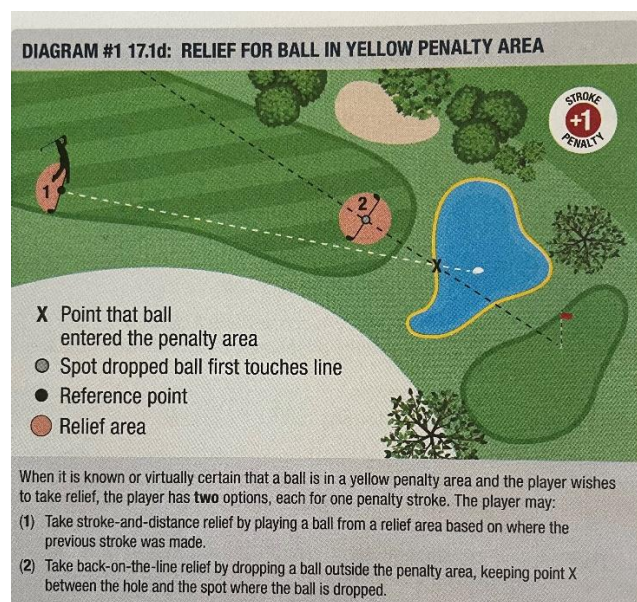 DIAGRAM #1 17.1d: RELIEF FOR BALL IN YELLOW PENALTY AREA
STROKE
+1
PENALTY
1
2
X
X Point that ball
entered the penalty area
Spot dropped ball first touches line
Reference point
Relief area
When it is known or virtually certain that a ball is in a yellow penalty area and the player wishes
to take relief, the player has two options, each for one penalty stroke. The player may:
(1) Take stroke-and-distance relief by playing a ball from a relief area based on where the
previous stroke was made.
(2) Take back-on-the-line relief by dropping a ball outside the penalty area, keeping point X
between the hole and the spot where the ball is dropped.